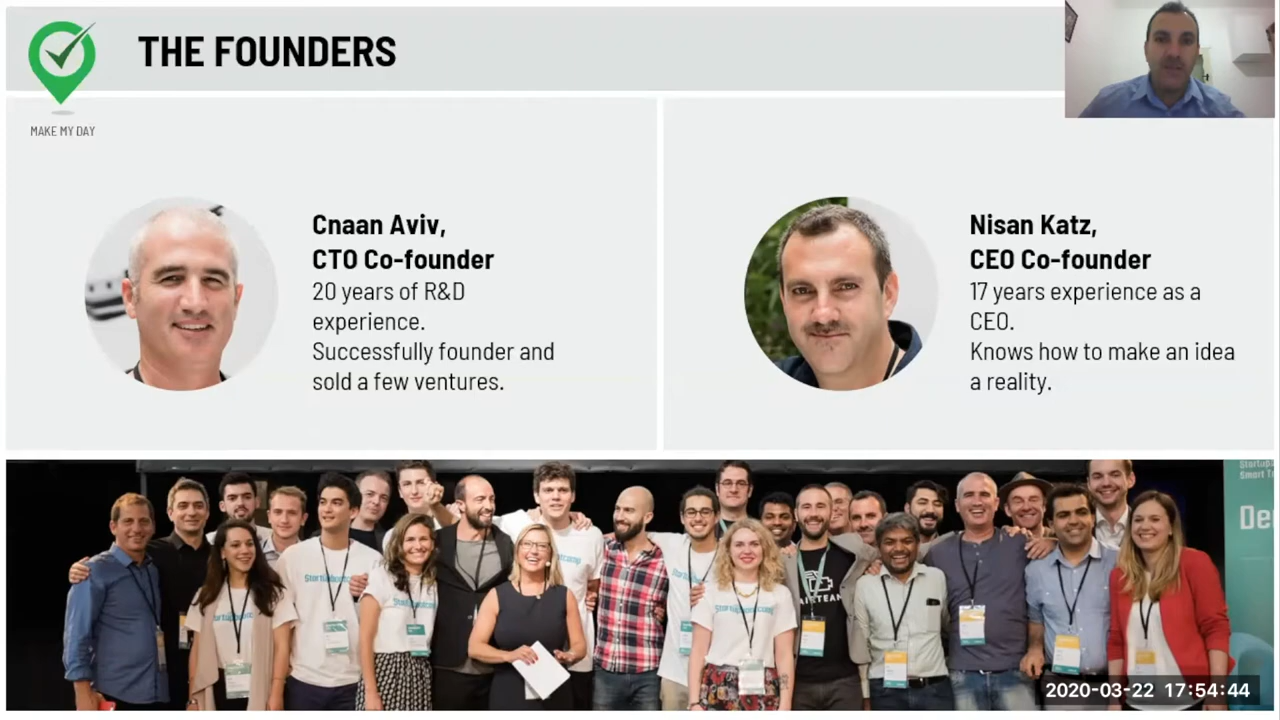 THE FOUNDERS
MAKE MY DAY
Cnaan Aviv,
CTO Co-founder
20 years of R&D
experience.
Successfully founder and
sold a few ventures.
Nisan Katz,
CEO Co-founder
17 years experience as a
CEO.
Knows how to make an idea
a reality.
Startupbootcamp
De
2020-03-22 17:54:44